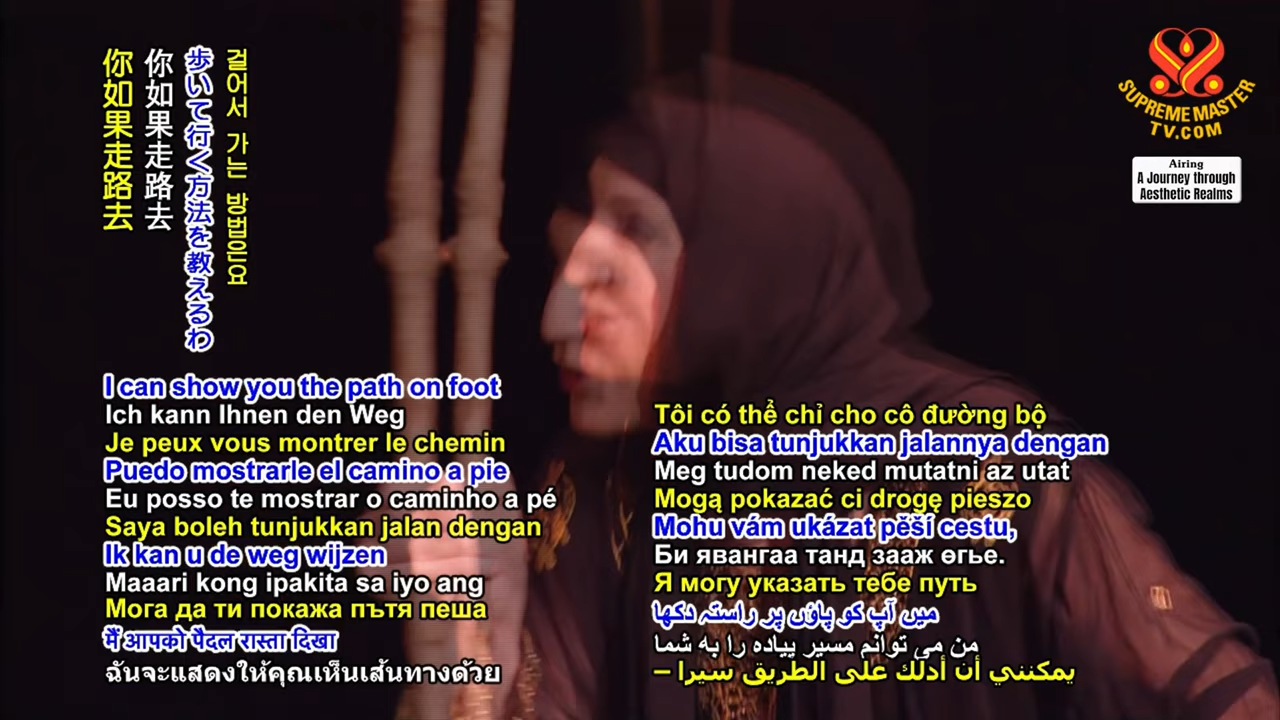 你如果走路去
你如果走路去
歩いて行く方法を教えるわ
걸어서 가는 방법은요
SUPREME MASTER
TV.COM
Airing
A Journey through
Aesthetic Realms
I can show you the path on foot
Ich kann Ihnen den Weg
Je peux vous montrer le chemin
Puedo mostrarle el camino a pie
Eu posso te mostrar o caminho a pé
Saya boleh tunjukkan jalan dengan
Ik kan u de weg wijzen
Maaari kong ipakita sa iyo ang
Мога да ти покажа пътя пеша
मैं आपको पैदल रास्ता दिखा
ฉันจะแสดงให้คุณเห็นเส้นทางด้วย
Tôi có thể chỉ cho cô đường bộ
Aku bisa tunjukkan jalannya dengan
Meg tudom neked mutatni az utat
Mogą pokazać ci drogę pieszo
Mohu vám ukázat pěší cestu,
Би явангаа танд зааж өгье.
Я могу указать тебе путь
میں آپ کو پاؤں پر راستہ دکھا
من می توانم مسیر پیاده را به شما
يمكنني أن أدلك على الطريق سيرا –